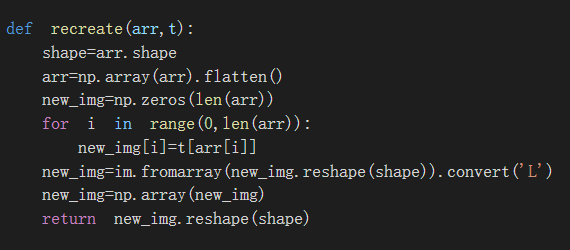 def recreate(arr,t):
    shape=arr.shape
    arr=np.array(arr).flatten()
    new_img=np.zeros(len(arr))
    for i in range(0,len(arr)):
        new_img[i]=t[arr[i]]
    new_img=im.fromarray(new_img.reshape(shape)).convert('L')
    new_img=np.array(new_img)
    return new_img.reshape(shape)